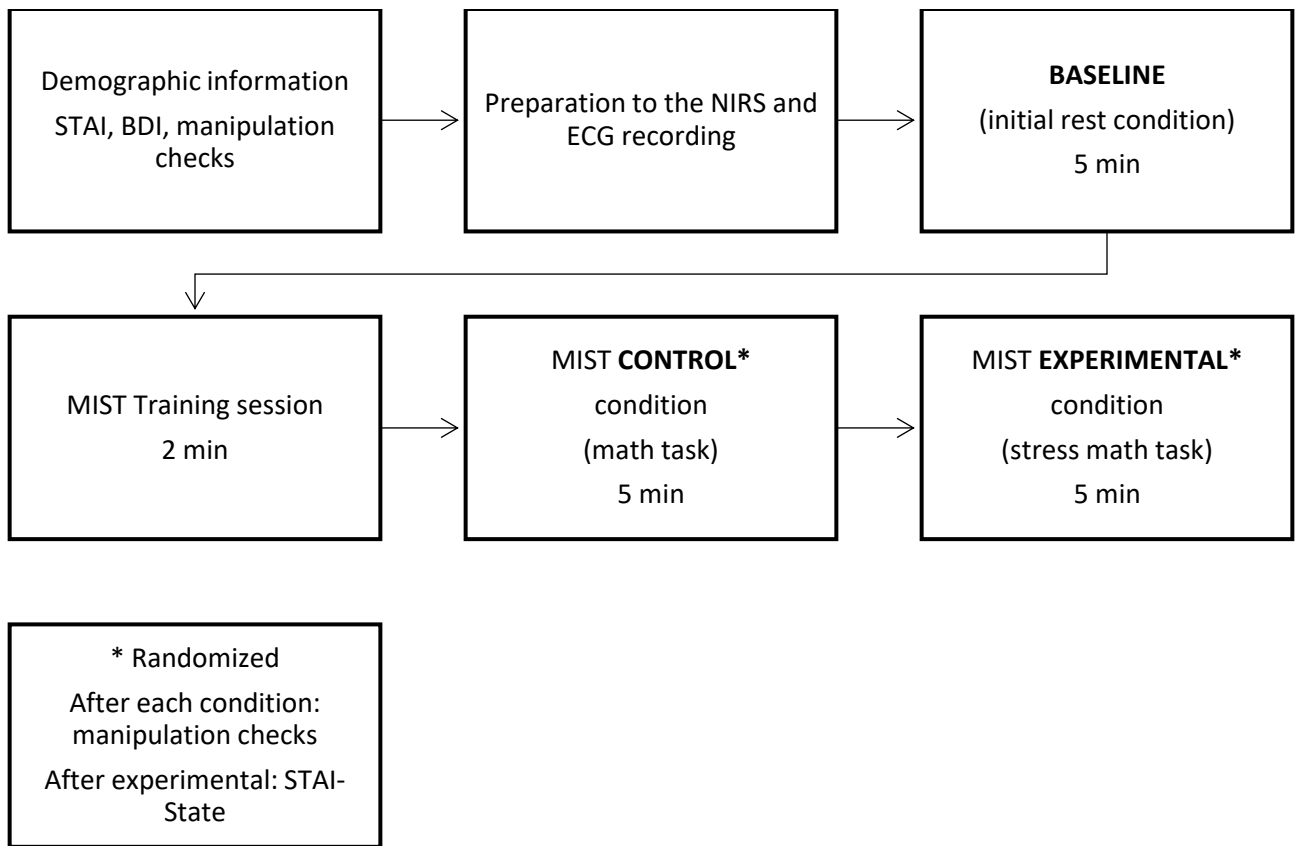 Demographic information
STAI, BDI, manipulation
checks
Preparation to the NIRS and
ECG recording
BASELINE
(initial rest condition)
5 min
MIST Training session
2 min
MIST CONTROL*
condition
(math task)
5 min
MIST EXPERIMENTAL*
condition
(stress math task)
5 min
* Randomized
After each condition:
manipulation checks
After experimental: STAI-
State